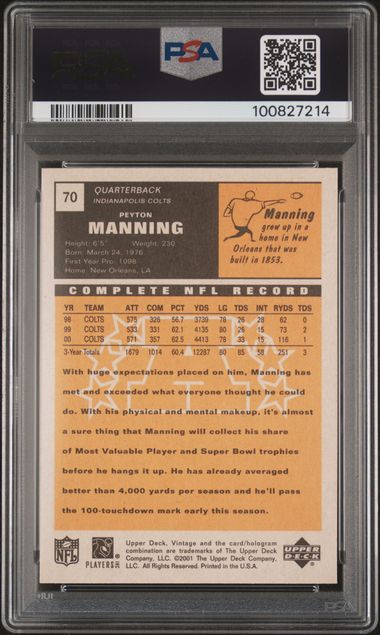 PSA
100827214
70
QUARTERBACK
INDIANAPOLIS COLTS
PEYTON
MANNING
Height: 6'5" Weight: 230
Born: March 24, 1976
First Year Pro: 1998
Home: New Orleans, LA
Manning
grew up in a
home in New
Orleans that was
built in 1853.
COMPLETE NFL RECORD
YR TEAM ATT COM PCT YDS LG TDS INT RYDS TDS
98 COLTS 575 326 56.7 3739 78 26 28 62 0
99 COLTS 533 331 62.1 4135 80 26 15 73 2
00 COLTS 571 357 62.5 4413 78 33 15 116 1
3-Year Totals 1679 1014 60.4 12287 80 85 58 251 3
With huge expectations placed on him, Manning has
met and exceeded what everyone thought he could
do. With his physical and mental makeup, it's almost
a sure thing that Manning will collect his share
of Most Valuable Player and Super Bowl trophies
before he hangs it up. He has already averaged
better than 4,000 yards per season and he'll pass
the 100-touchdown mark early this season.
NFL
PLAYERS INC
Upper Deck, Vintage and the card/hologram
combination are trademarks of The Upper Deck
Company, LLC. ©2001 The Upper Deck Company,
LLC. All Rights Reserved. Printed in the U.S.A.
UPPER DECK